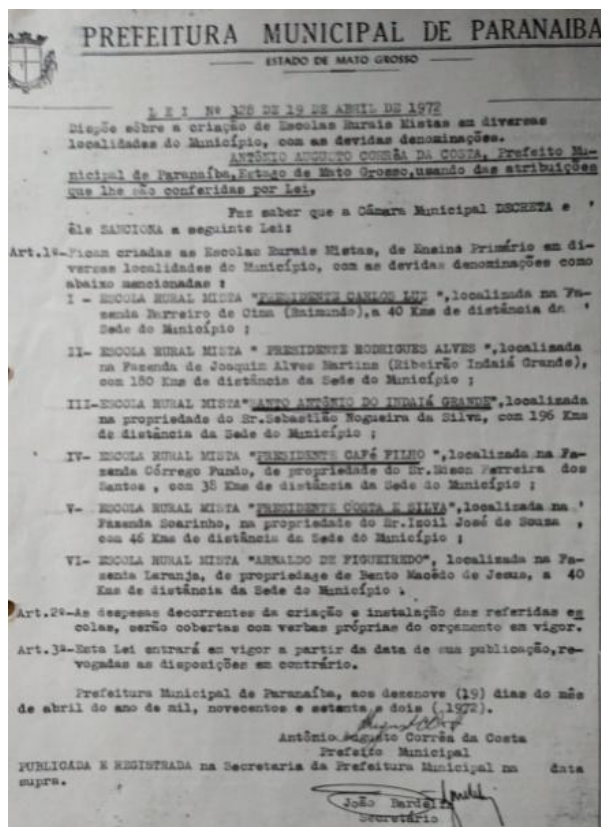 PREFEITURA MUNICIPAL DE PARANAIBA
ESTADO DE MATO GROSSO
L E I Nº 328 DE 19 DE ABRIL DE 1972
Dispõe sôbre a criação de Escolas Rurais Mistas em diversas
localidades do Município, com as devidas denominações.
ANTÔNIO AUGUSTO CORRÊA DA COSTA, Prefeito Mu-
nicipal de Paranaíba,Estado de Mato Grosso,usando das atribuições
que lhe são conferidas por Lei,
Faz saber que a Câmara Municipal DECRETA e '
êle SANCIONA a seguinte Lei:
Art.1º-Ficam criadas as Escolas Rurais Mistas, de Ensino Primário em di-
versas localidades do Município, com as devidas denominações como
abaixo mencionadas :
I - ESCOLA RURAL MISTA "PRESIDENTE CARLOS LUZ ",localizada na Fa-
zenda Barreiro de Cima (Raimundo),a 40 Kms de distância da '
Sede do Município ;
II- ESCOLA RURAL MISTA " PRESIDENTE RODRIGUES ALVES ",localizada
na Fazenda de Joaquim Alves Martins (Ribeirão Indaiá Grande),
com 180 Kms de distância da Sede do Município ;
III-ESCOLA RURAL MISTA"SANTO ANTÔNIO DO INDAIÁ GRANDE",localizada
na propriedade do Sr.Sebastião Nogueira da Silva, com 196 Kms
de distância da Sede do Município ;
IV- ESCOLA RURAL MISTA "PRESIDENTE CAFé FILHO ",localizada na Fa-
zenda Córrego Fundo, de propriedade do Sr. Ferreira dos
Santos , com 38 Kms de distância da Sede do Município ;
V- ESCOLA RURAL MISTA "PRESIDENTE COSTA E SILVA",localizada na '
Fazenda Soarinho, na propriedade do Sr.Izoil José de Souza ,
com 46 Kms de distância da Sede do Município ;
VI- ESCOLA RURAL MISTA "ARNALDO DE FIGUEIREDO", localizada na Fa-
zenda Laranja, de propriedage de Bento Macêdo de Jesus, a 40
Kms de distância da Sede do Município .
Art.2º-As despesas decorrentes da criação e instalação das referidas es
colas, serão cobertas com verbas próprias do orçamento em vigor.
Art.3º-Esta Lei entrará em vigor a partir da data de sua publicação,re-
vogadas as disposições em contrário.
Prefeitura Municipal de Paranaíba, aos dezenove (19) dias do mês
de abril do ano de mil, novecentos e setenta e dois ( 1972).
Antônio Augusto Corrêa da Costa
Prefeito Municipal
PUBLICADA E REGISTRADA na Secretaria da Prefeitura Municipal na data
supra.
João
Secretário